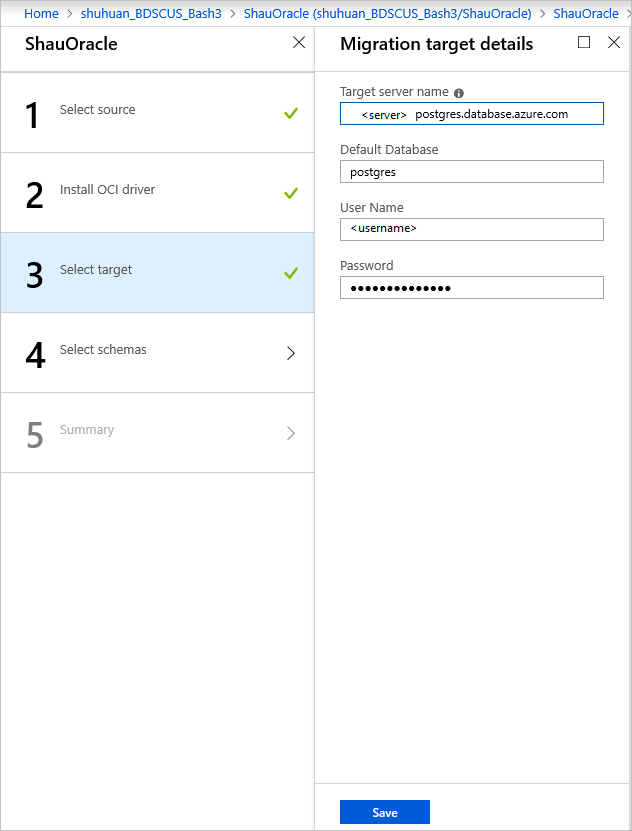 Home > shuhuan_BDSCUS_Bash3 > ShauOracle (shuhuan_BDSCUS_Bash3/ShauOracle) > ShauOracle >
ShauOracle
1 Select source
2 Install OCI driver
3 Select target
4 Select schemas
5 Summary
Migration target details
Target server name
<server> postgres.database.azure.com
Default Database
postgres
User Name
<username>
Password
••••••••••••••
Save